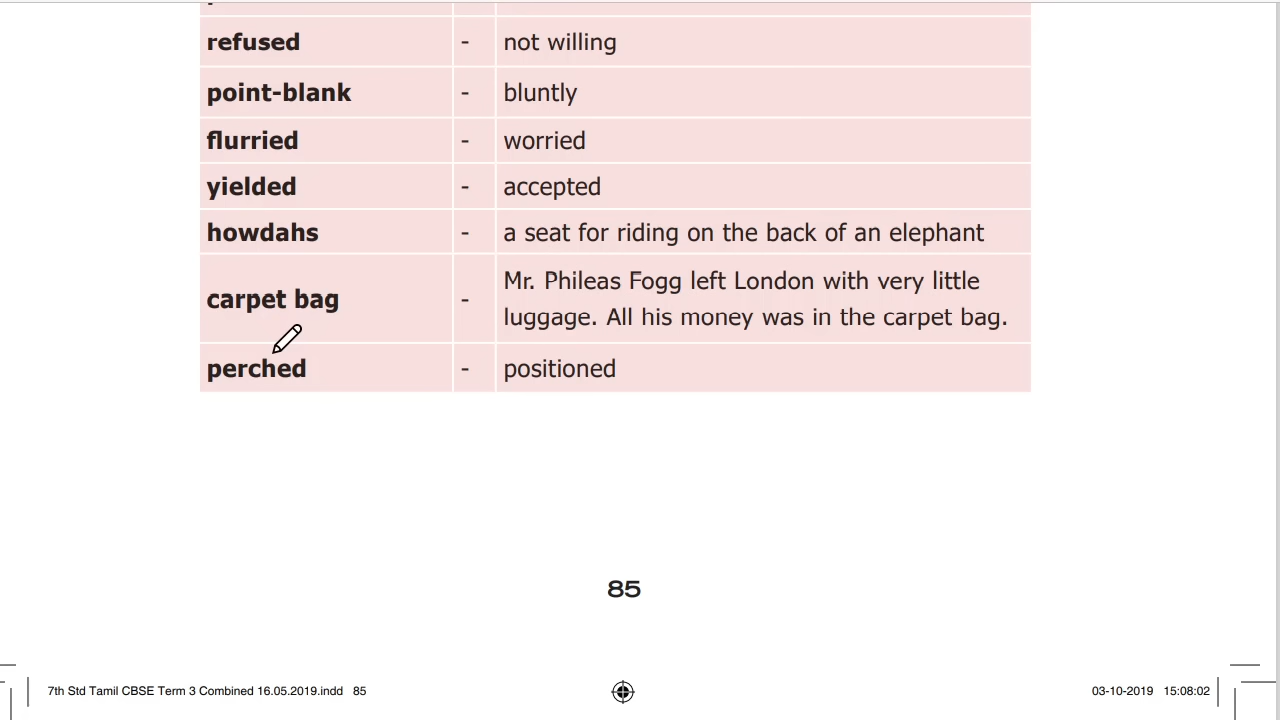 refused - not willing
point-blank - bluntly
flurried - worried
yielded - accepted
howdahs - a seat for riding on the back of an elephant
carpet bag - Mr. Phileas Fogg left London with very little
luggage. All his money was in the carpet bag.
perched - positioned
85
7th Std Tamil CBSE Term 3 Combined 16.05.2019.indd 85 03-10-2019 15:08:02